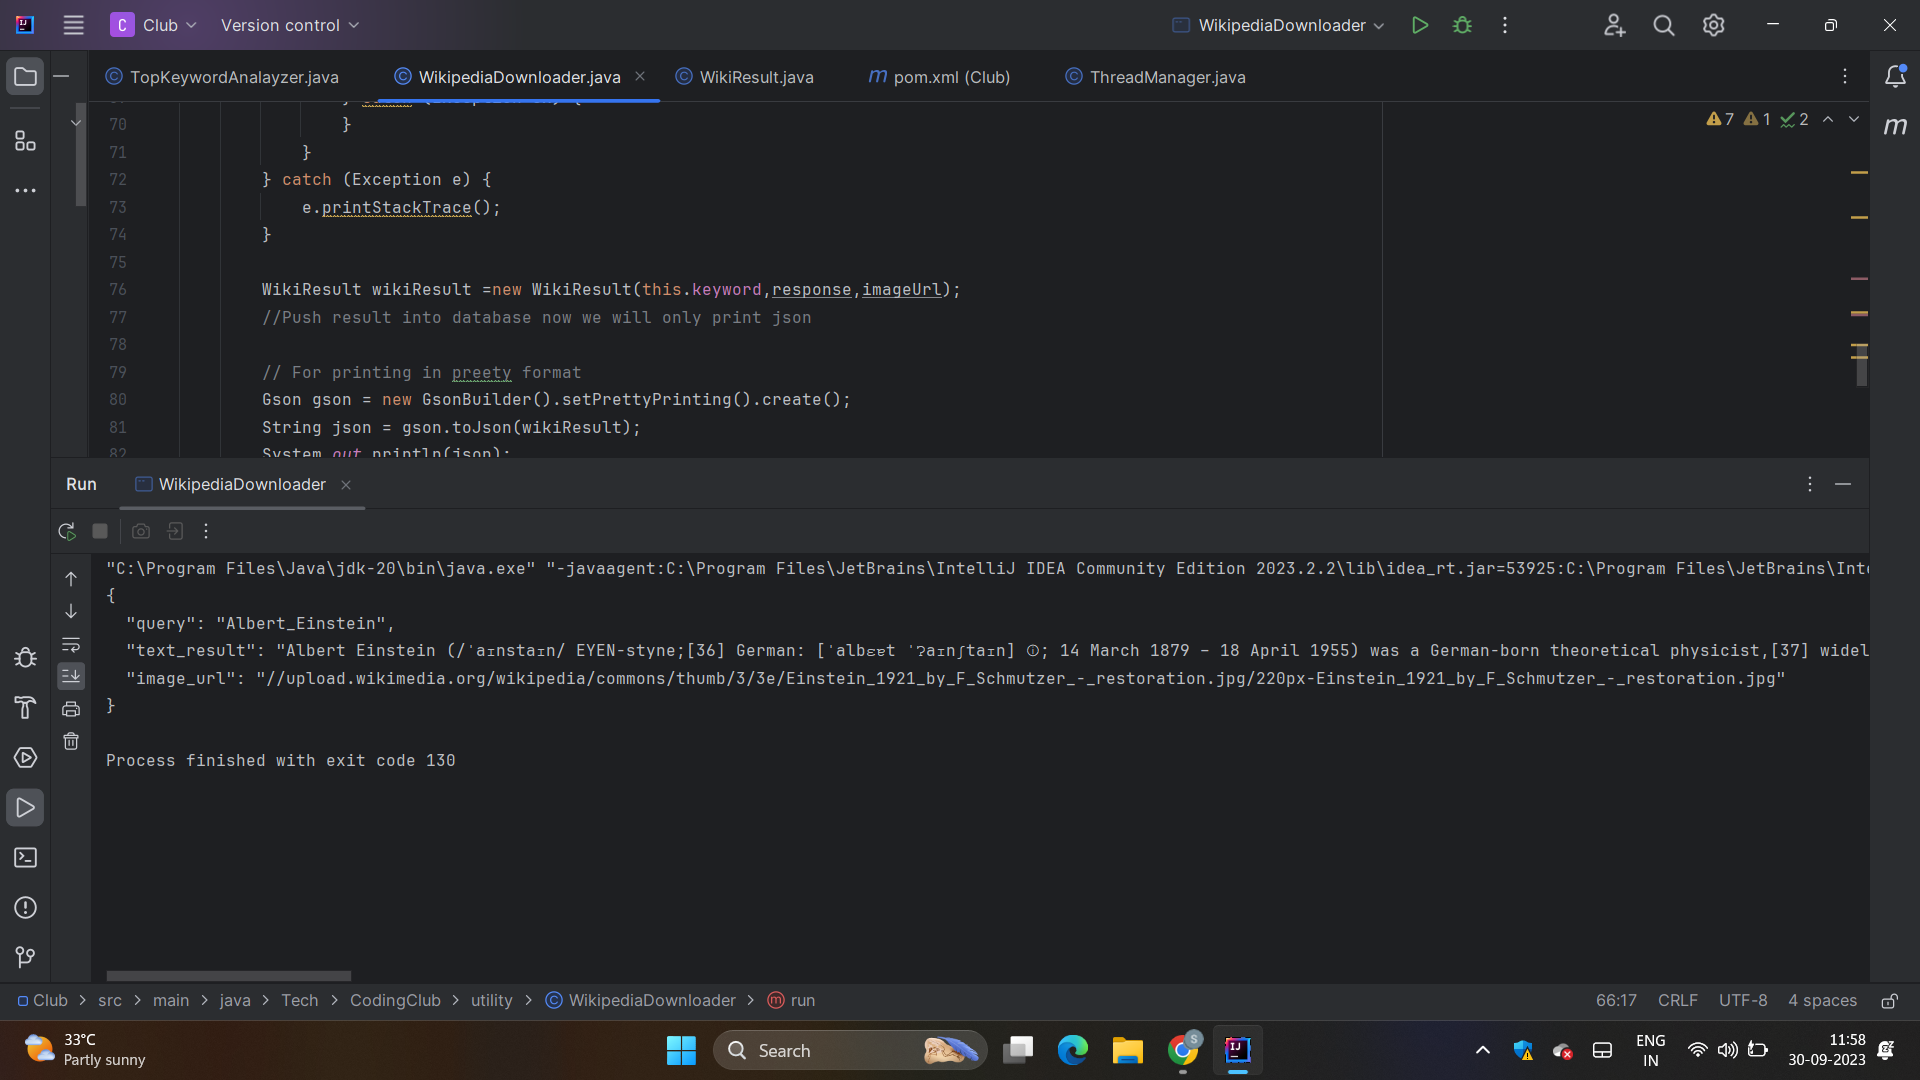 C Club Version control WikipediaDownloader
TopKeywordAnalayzer.java WikipediaDownloader.java WikiResult.java pom.xml (Club) ThreadManager.java
7 1 2
70 }
71 }
72 } catch (Exception e) {
73 e.printStackTrace();
74 }
75
76 WikiResult wikiResult =new WikiResult(this.keyword,response,imageUrl);
77 //Push result into database now we will only print json
78
79 // For printing in preety format
80 Gson gson = new GsonBuilder().setPrettyPrinting().create();
81 String json = gson.toJson(wikiResult);
82 System.out.println(json);
Run WikipediaDownloader
"C:\Program Files\Java\jdk-20\bin\java.exe" "-javaagent:C:\Program Files\JetBrains\IntelliJ IDEA Community Edition 2023.2.2\lib\idea_rt.jar=53925:C:\Program Files\JetBrains\Inte
{
"query": "Albert_Einstein",
"text_result": "Albert Einstein (/ˈaɪnstaɪn/ EYEN-styne;[36] German: [ˈalbɛʁt ˈʔaɪnʃtaɪn] ⓘ; 14 March 1879 – 18 April 1955) was a German-born theoretical physicist,[37] widel
"image_url": "//upload.wikimedia.org/wikipedia/commons/thumb/3/3e/Einstein_1921_by_F_Schmutzer_-_restoration.jpg/220px-Einstein_1921_by_F_Schmutzer_-_restoration.jpg"
}
Process finished with exit code 130
Club > src > main > java > Tech > CodingClub > utility > WikipediaDownloader > run 66:17 CRLF UTF-8 4 spaces
33°C
Partly sunny
Search
ENG
IN
11:58
30-09-2023